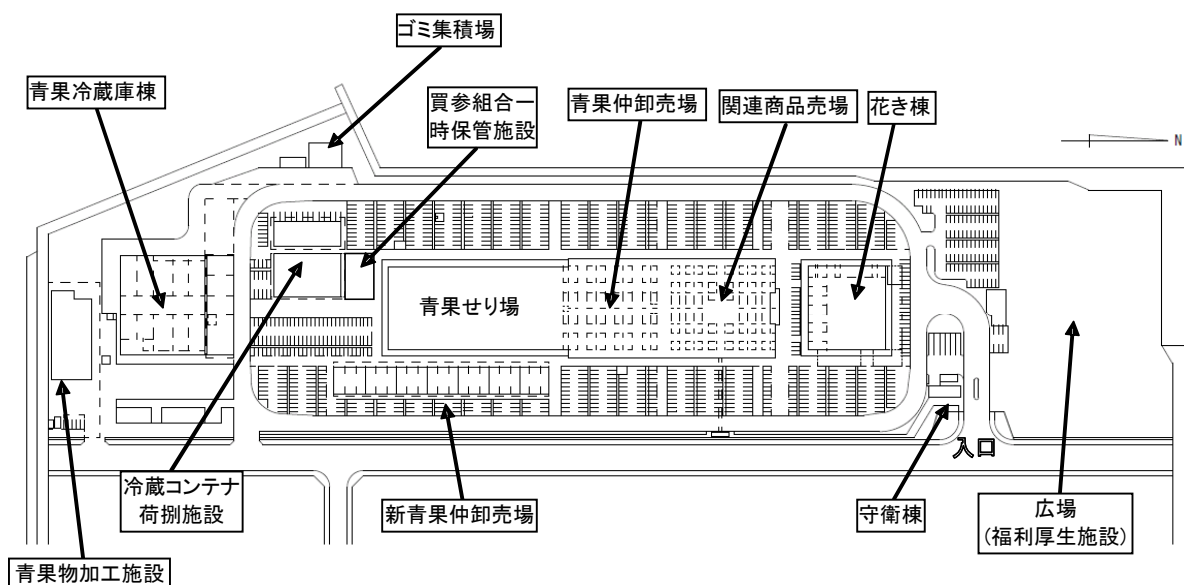 ゴミ集積場
青果冷蔵庫棟
買参組合一
時保管施設
青果仲卸売場
関連商品売場
花き棟
N
青果せり場
入口
冷蔵コンテナ
荷捌施設
新青果仲卸売場
守衛棟
広場
(福利厚生施設)
青果物加工施設